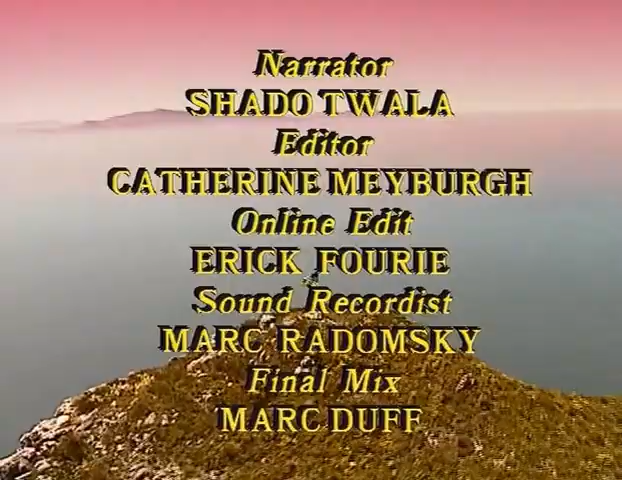 Narrator
SHADO TWALA
Editor
CATHERINE MEYBURGH
Online Edit
ERICK FOURIE
Sound Recordist
MARC RADOMSKY
Final Mix
MARC DUFF